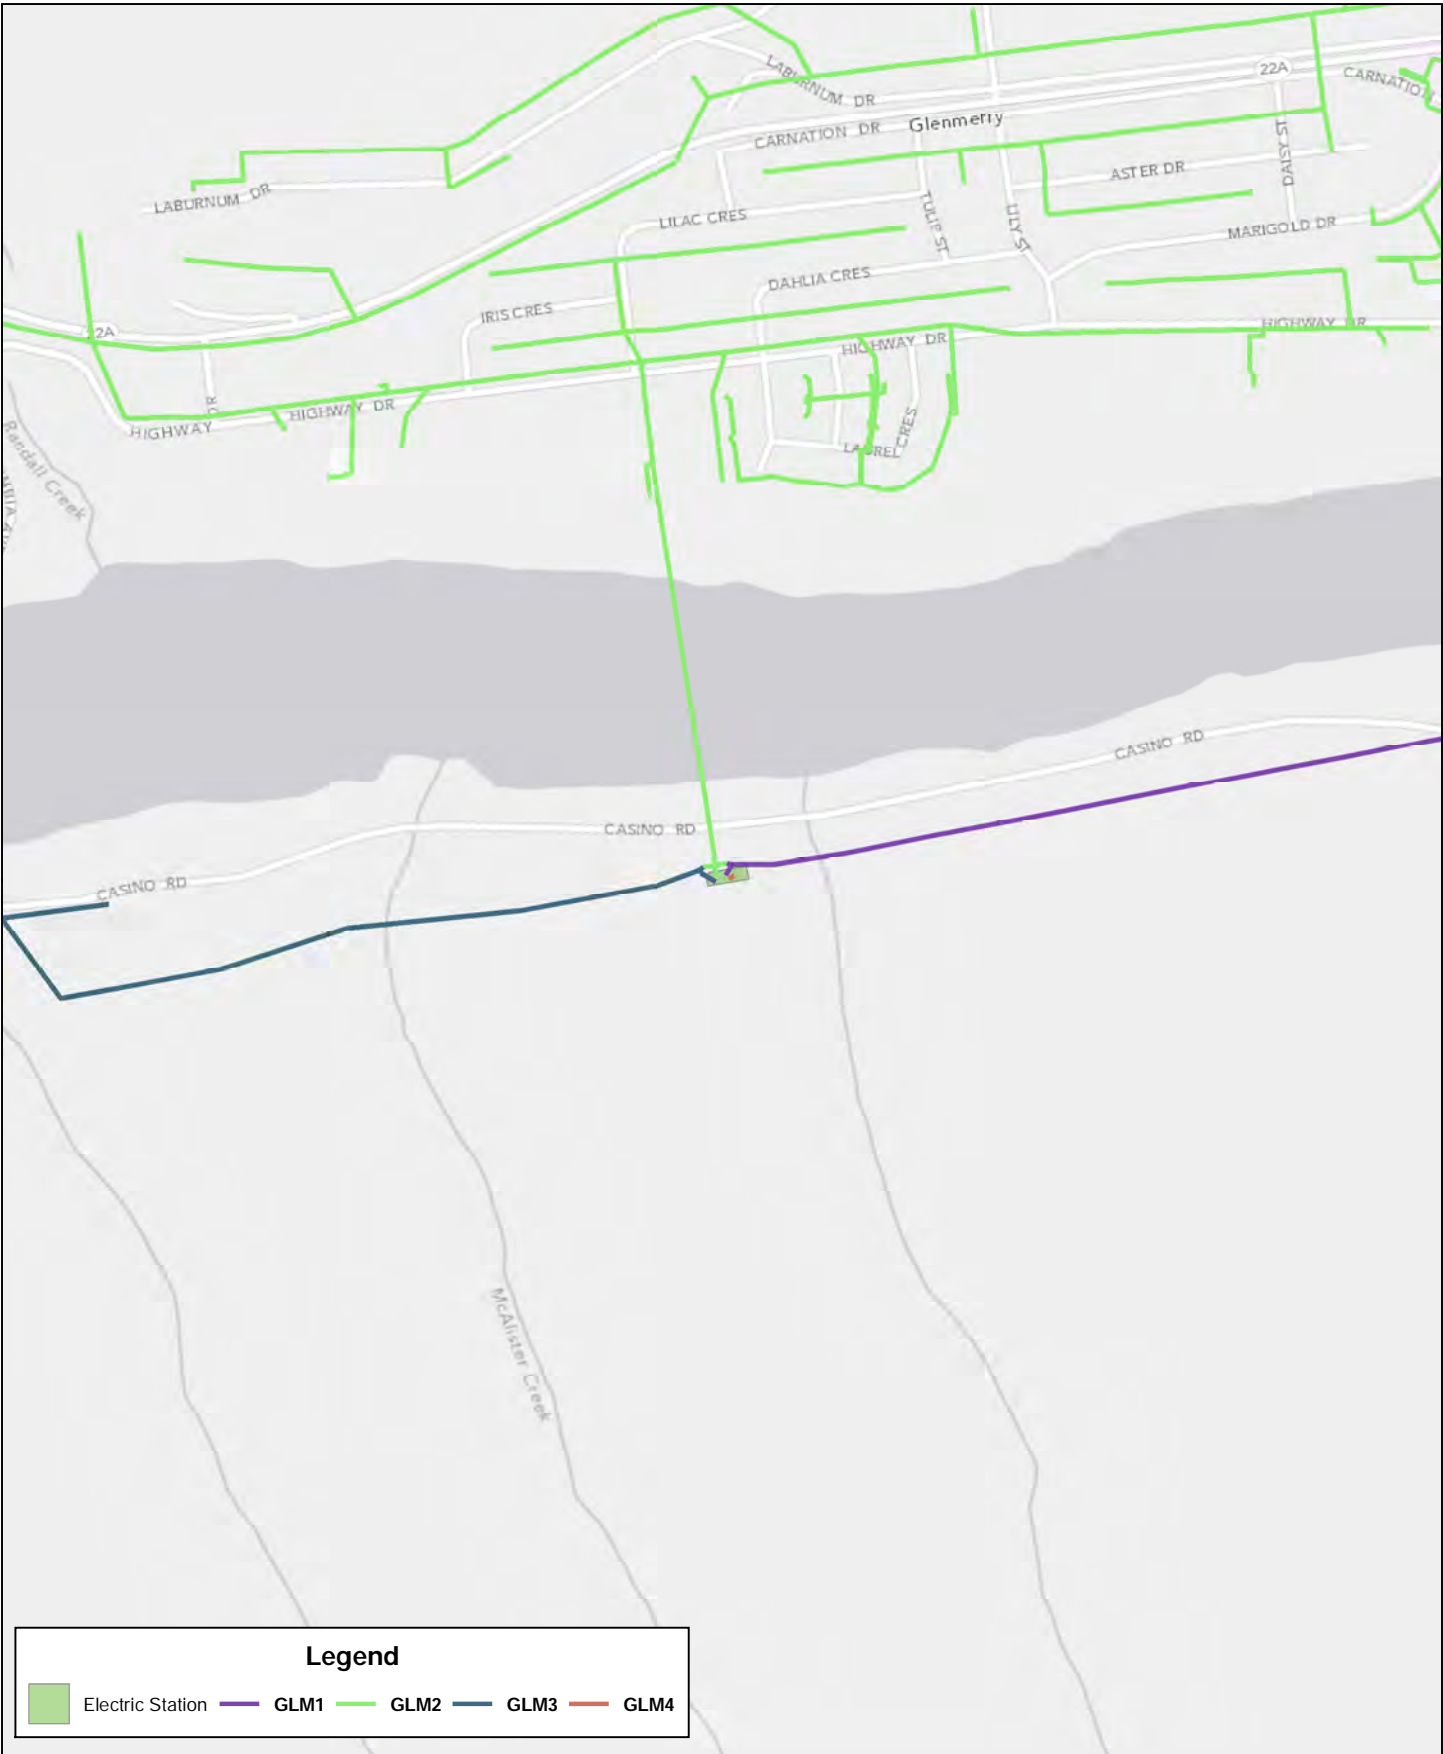 LABURNUM DR
22A
CARNATION
CARNATION DR
Glenmerry
DAISY ST
ASTER DR
LABURNUM DR
TULIP ST
LILY ST
LILAC CRES
MARIGOLD DR
DAHLIA CRES
IRIS CRES
2A
HIGHWAY DR
HIGHWAY DR
DR
HIGHWAY DR
HIGHWAY
LAUREL CRES
Randall Creek
CASINO RD
CASINO RD
CASINO RD
McAlister Creek
Legend
Electric Station GLM1 GLM2 GLM3 GLM4